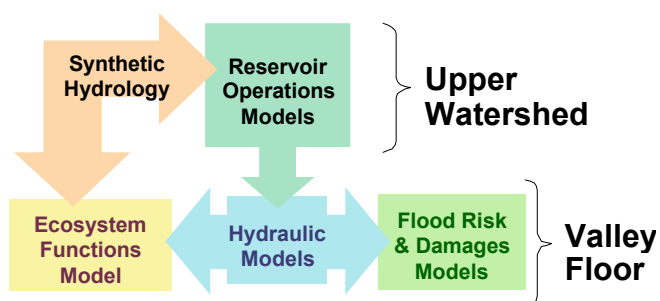 Synthetic
Hydrology
Reservoir
Operations
Models
Upper
Watershed
Ecosystem
Functions
Model
Hydraulic
Models
Flood Risk
& Damages
Models
Valley
Floor